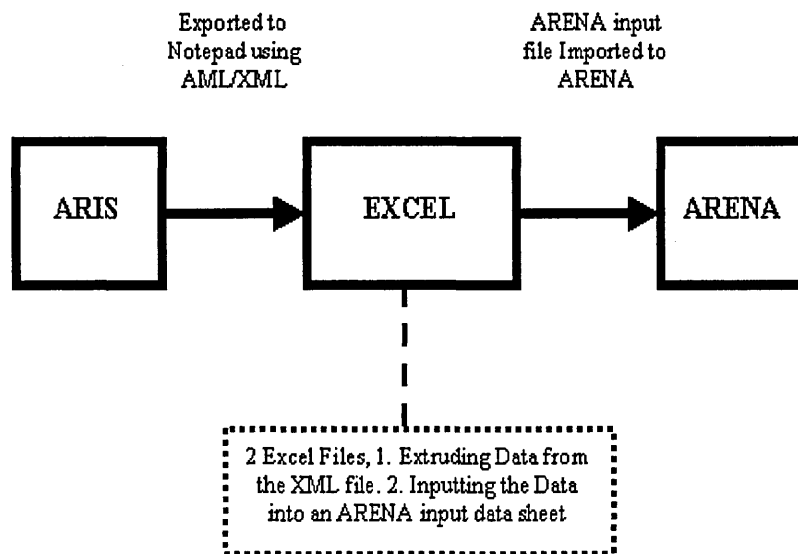 Exported to
Notepad using
AML/XML
ARENA input
file Imported to
ARENA
ARIS
EXCEL
ARENA
2 Excel Files, 1. Extruding Data from
the XML file. 2. Inputting the Data
into an ARENA input data sheet